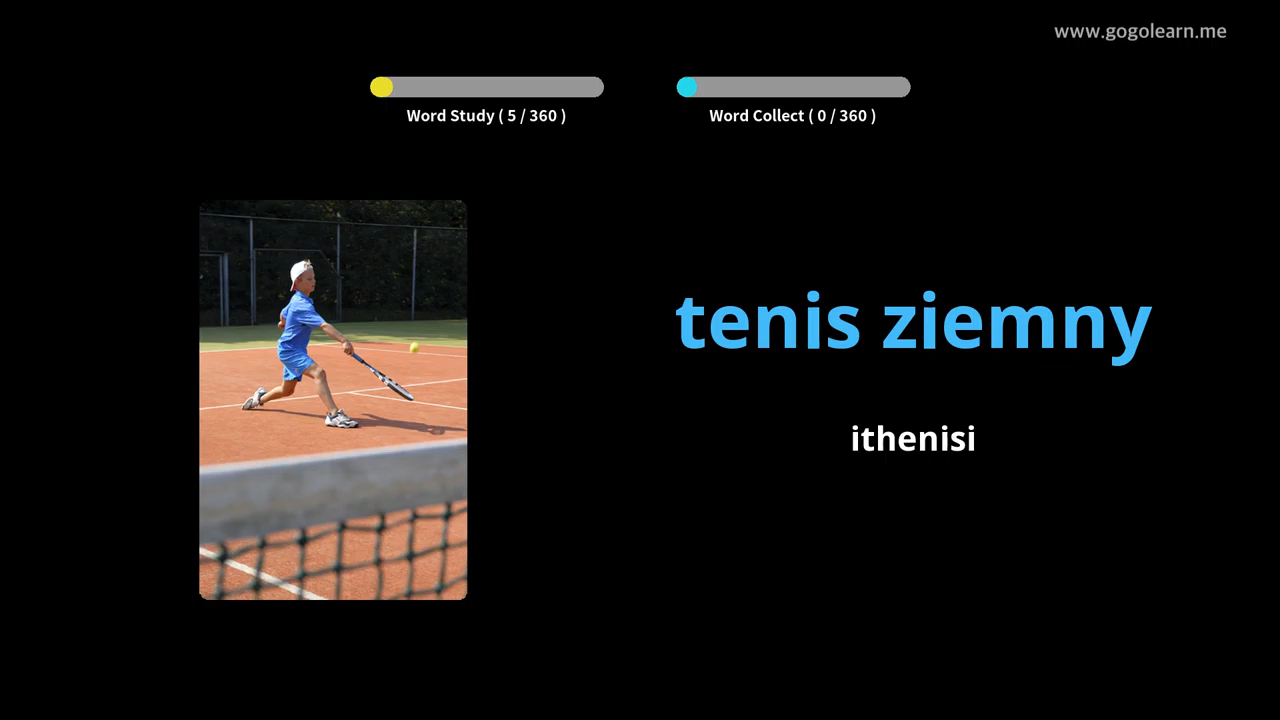 www.gogolearn.me
Word Study ( 5 / 360 )
Word Collect ( 0 / 360 )
tenis ziemny
ithenisi